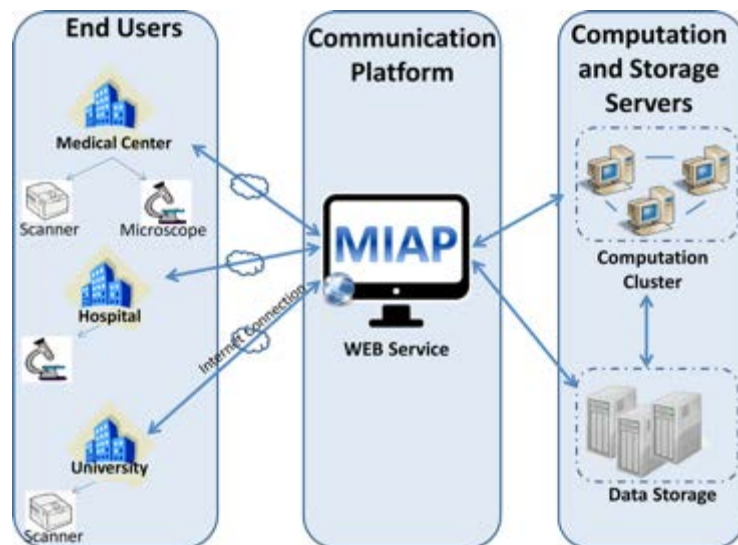 End Users
Medical Center
Scanner
Microscope
Hospital
University
Scanner
Internet Connection
Communication
Platform
MIAP
WEB Service
Computation
and Storage
Servers
Computation
Cluster
Data Storage